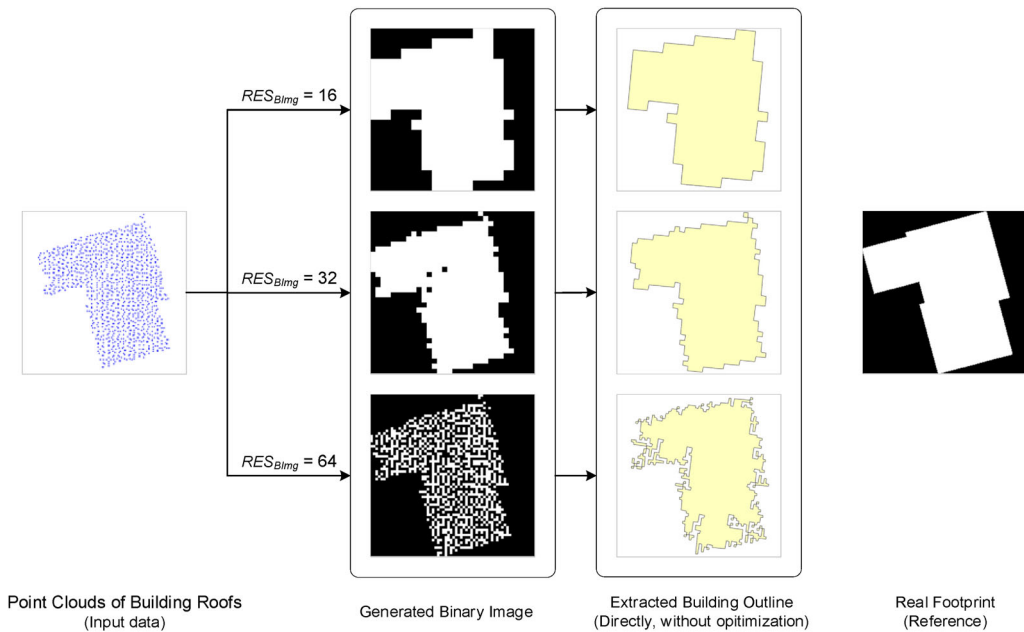 RES_BImg = 16
RES_BImg = 32
RES_BImg = 64
Point Clouds of Building Roofs
(Input data)
Generated Binary Image
Extracted Building Outline
(Directly, without opitimization)
Real Footprint
(Reference)